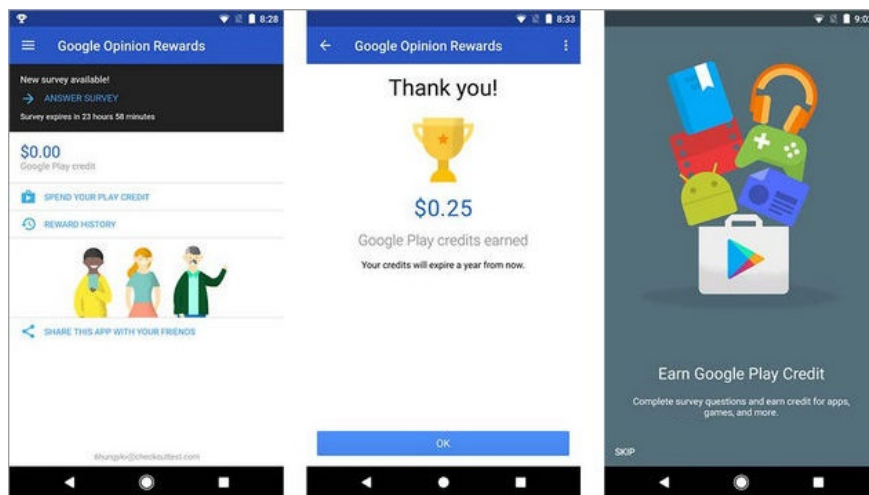 8:28
Google Opinion Rewards
New survey available!
ANSWER SURVEY
Survey expires in 23 hours 58 minutes
$0.00
Google Play credit
SPEND YOUR PLAY CREDIT
REWARD HISTORY
SHARE THIS APP WITH YOUR FRIENDS
8:33
Google Opinion Rewards
Thank you!
$0.25
Google Play credits earned
Your credits will expire a year from now.
OK
Earn Google Play Credit
Complete survey questions and earn credit for apps,
games, and more.
SKIP